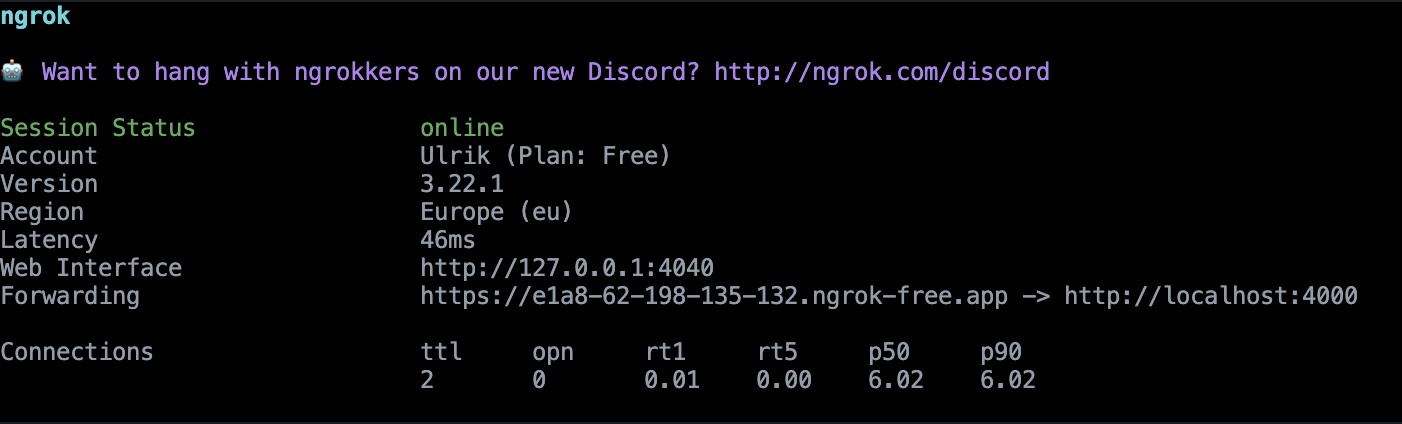 ngrok
🤖 Want to hang with ngrokkers on our new Discord? http://ngrok.com/discord
Session Status online
Account Ulrik (Plan: Free)
Version 3.22.1
Region Europe (eu)
Latency 46ms
Web Interface http://127.0.0.1:4040
Forwarding https://e1a8-62-198-135-132.ngrok-free.app -> http://localhost:4000
Connections ttl opn rt1 rt5 p50 p90
2 0 0.01 0.00 6.02 6.02